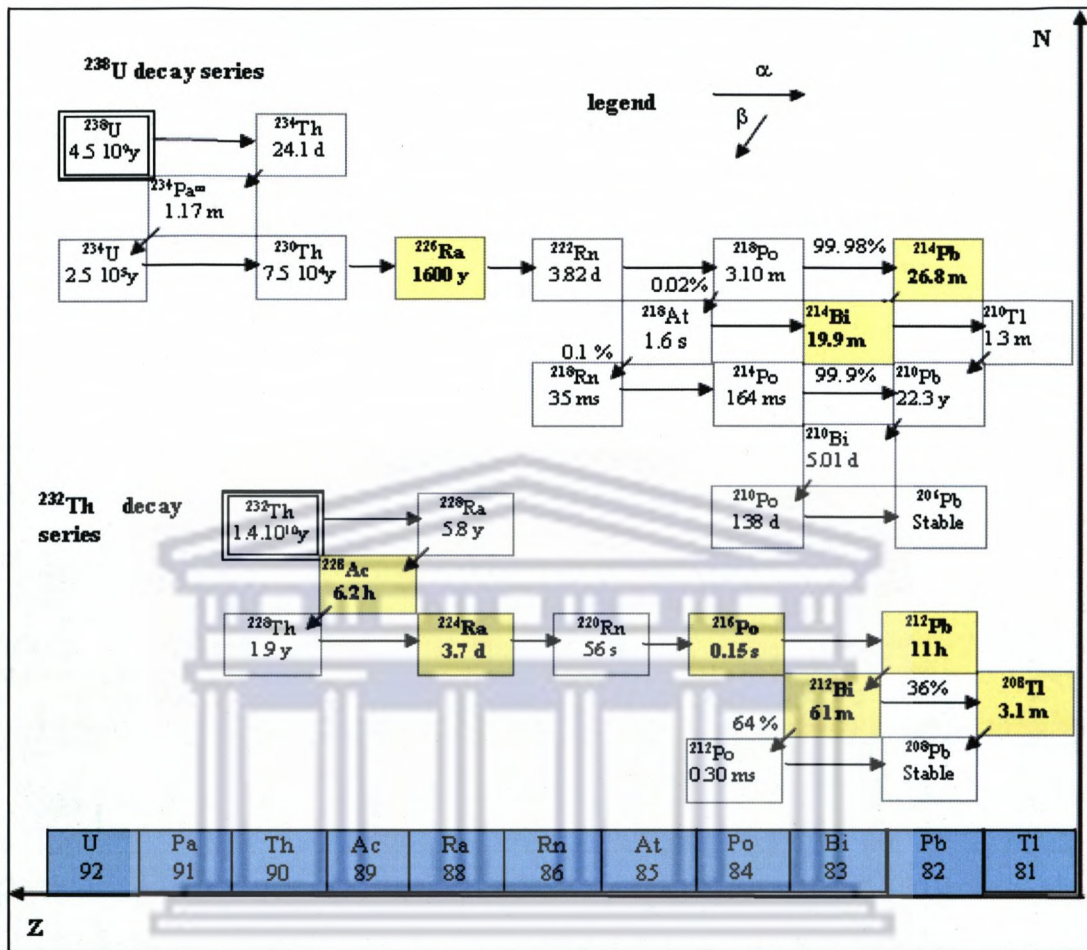 N
²³⁸U decay series
legend
α
β
²³⁸U
4.5 10⁹y
²³⁴Th
24.1 d
²³⁴Paᵐ
1.17 m
²³⁴U
2.5 10⁵y
²³⁰Th
7.5 10⁴y
²²⁶Ra
1600 y
²²²Rn
3.82 d
²¹⁸Po
3.10 m
99.98%
²¹⁴Pb
26.8 m
0.02%
²¹⁸At
1.6 s
²¹⁴Bi
19.9 m
²¹⁰Tl
1.3 m
0.1 %
²¹⁸Rn
35 ms
²¹⁴Po
164 ms
99.9%
²¹⁰Pb
22.3 y
²¹⁰Bi
5.01 d
²¹⁰Po
138 d
²⁰⁶Pb
Stable
²³²Th decay
series
²³²Th
1.4.10¹⁰y
²²⁸Ra
5.8 y
²²⁸Ac
6.2 h
²²⁸Th
1.9 y
²²⁴Ra
3.7 d
²²⁰Rn
56 s
²¹⁶Po
0.15 s
²¹²Pb
11 h
²¹²Bi
61 m
36%
²⁰⁸Tl
3.1 m
64 %
²¹²Po
0.30 ms
²⁰⁸Pb
Stable
U Pa Th Ac Ra Rn At Po Bi Pb Tl
92 91 90 89 88 86 85 84 83 82 81
Z